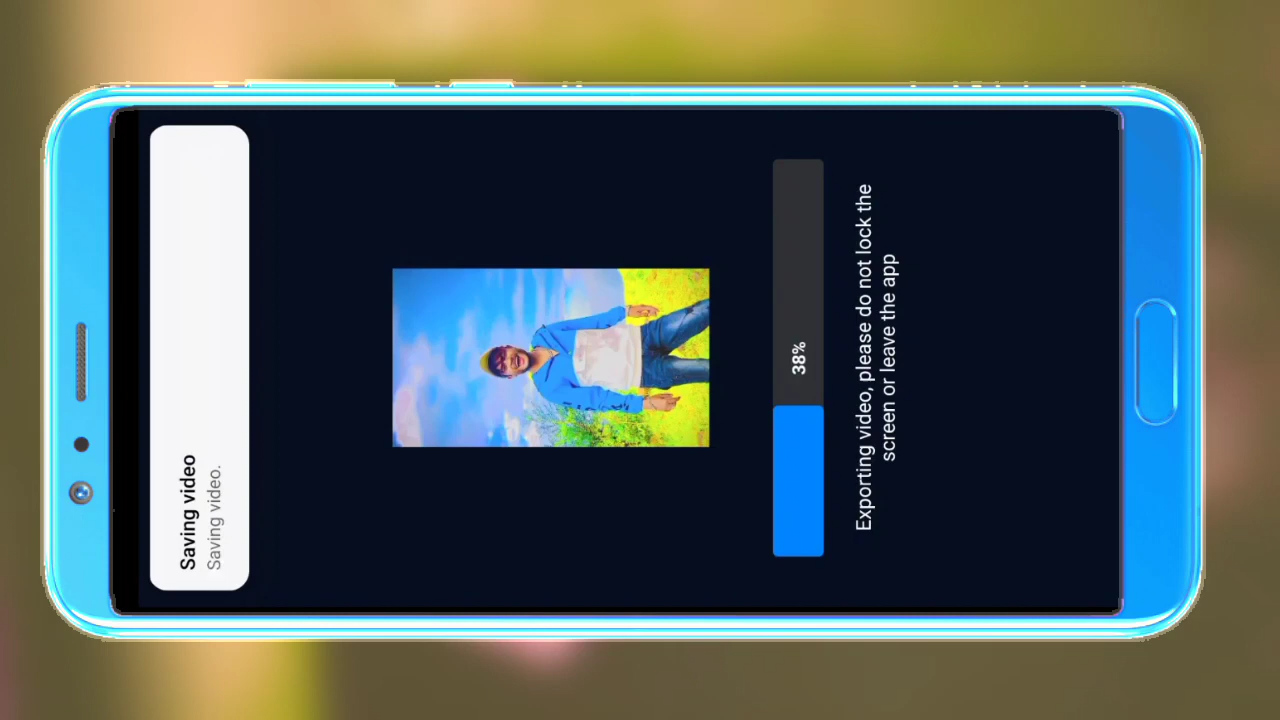 Saving video
Saving video.
38%
Exporting video, please do not lock the
screen or leave the app